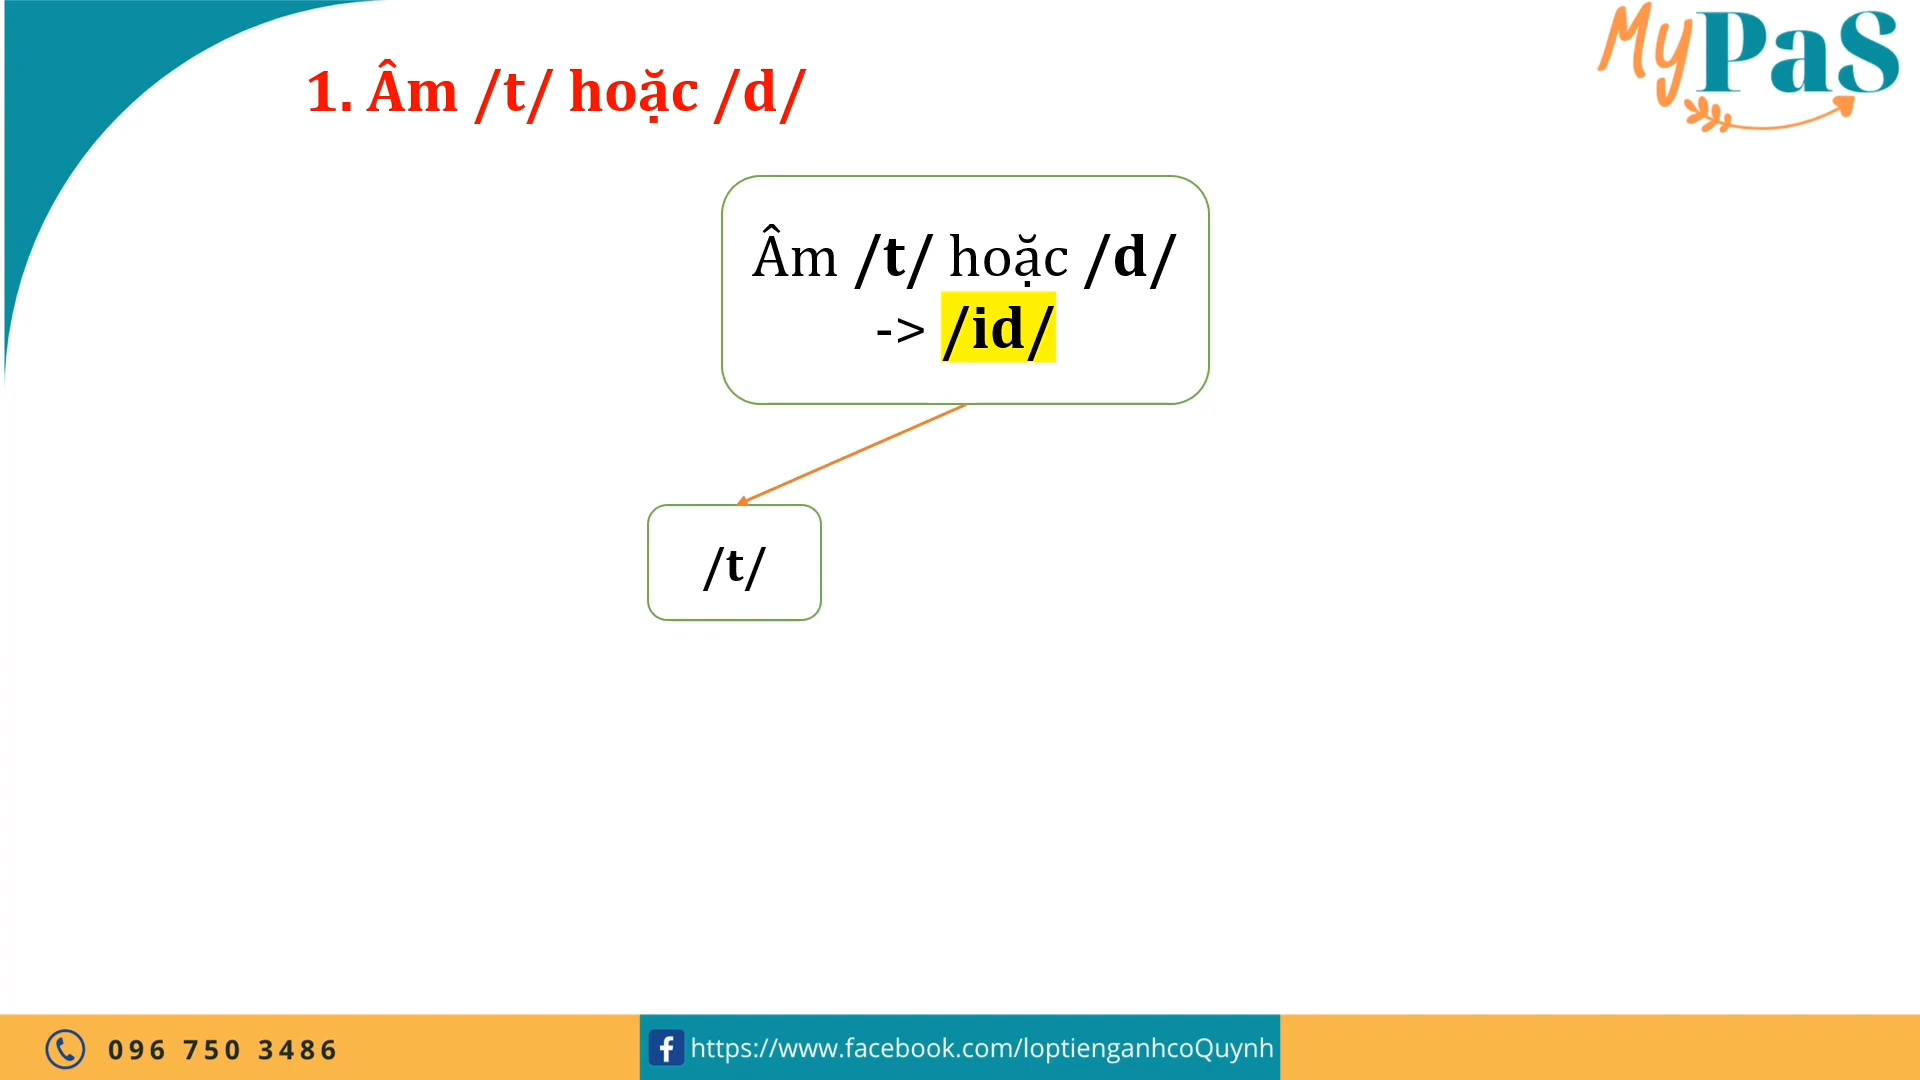 1. Âm /t/ hoặc /d/
My PaS
Âm /t/ hoặc /d/
-> /id/
/t/
096 750 3486
https://www.facebook.com/loptienganhcoQuynh